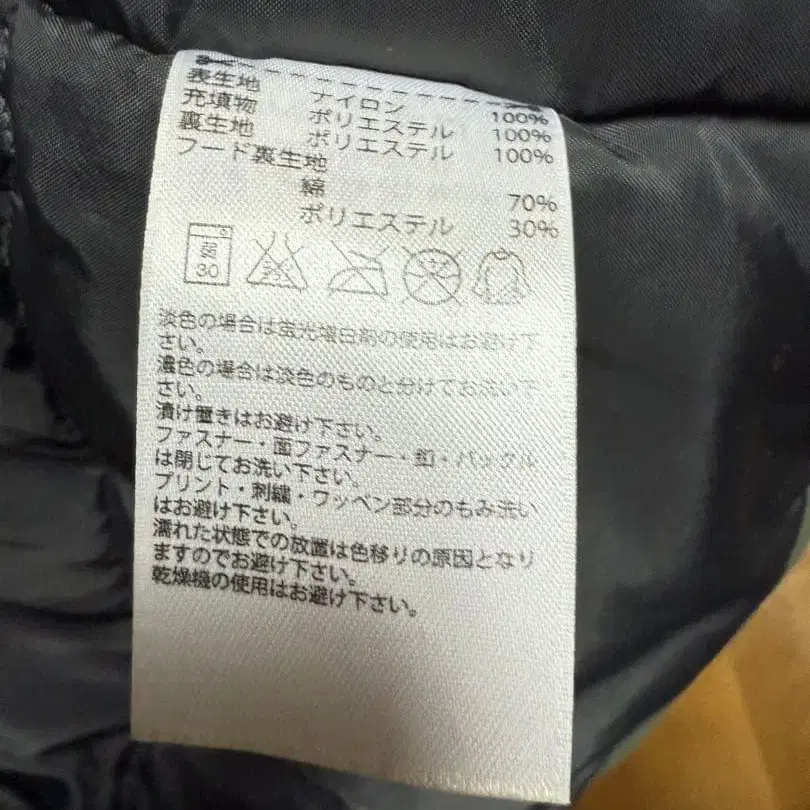 表生地
ナイロン 100%
充填物
ポリエステル 100%
裏生地
ポリエステル 100%
フード裏生地
綿 70%
ポリエステル 30%
弱
30
淡色の場合は蛍光増白剤の使用はお避け下
さい。
濃色の場合は淡色のものと分けてお洗い下
さい。
漬け置きはお避け下さい。
ファスナー・面ファスナー・釦・バックル
は閉じてお洗い下さい。
プリント・刺繍・ワッペン部分のもみ洗い
はお避け下さい。
濡れた状態での放置は色移りの原因となり
ますのでお避け下さい。
乾燥機の使用はお避け下さい。